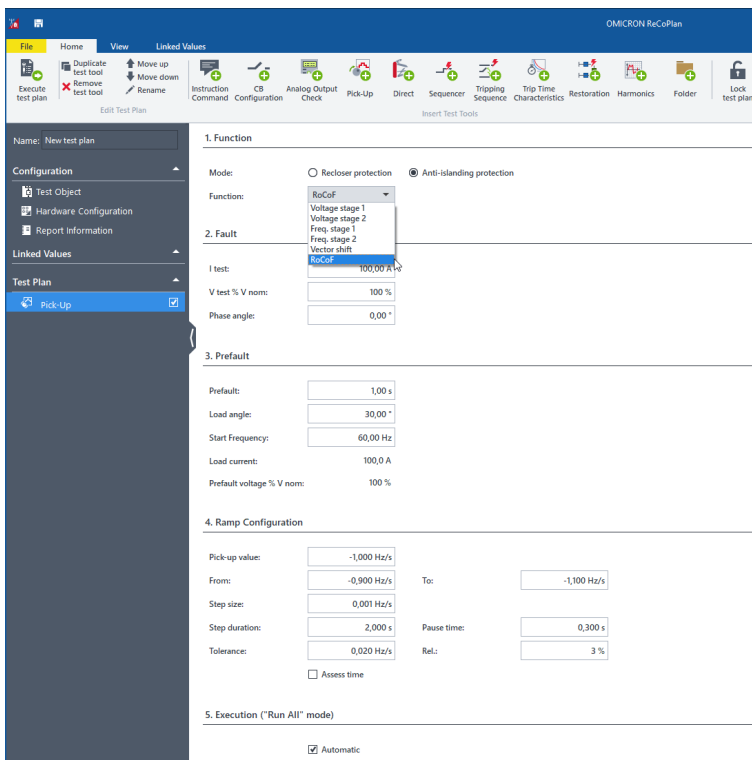 OMICRON ReCoPlan
File Home View Linked Values
Execute test plan
Duplicate test tool
Remove test tool
Move up
Move down
Rename
Edit Test Plan
Instruction Command
CB Configuration
Analog Output Check
Pick-Up
Direct
Sequencer
Tripping Sequence
Trip Time Characteristics
Restoration
Harmonics
Folder
Insert Test Tools
Lock test plan
Name: New test plan
Configuration
Test Object
Hardware Configuration
Report Information
Linked Values
Test Plan
Pick-Up
1. Function
Mode: Recloser protection Anti-islanding protection
Function: RoCoF
Voltage stage 1
Voltage stage 2
Freq. stage 1
Freq. stage 2
Vector shift
RoCoF
2. Fault
I test: 100,00 A
V test % V nom: 100 %
Phase angle: 0,00 °
3. Prefault
Prefault: 1,00 s
Load angle: 30,00 °
Start Frequency: 60,00 Hz
Load current: 100,0 A
Prefault voltage % V nom: 100 %
4. Ramp Configuration
Pick-up value: -1,000 Hz/s
From: -0,900 Hz/s To: -1,100 Hz/s
Step size: 0,001 Hz/s
Step duration: 2,000 s Pause time: 0,300 s
Tolerance: 0,020 Hz/s Rel.: 3 %
Assess time
5. Execution ("Run All" mode)
Automatic